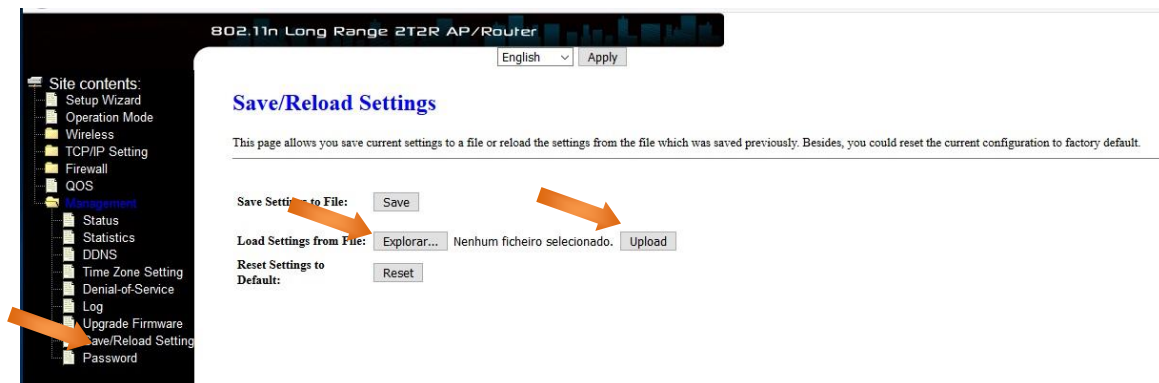 802.11n Long Range 2T2R AP/Router
English Apply
Site contents:
Setup Wizard
Operation Mode
Wireless
TCP/IP Setting
Firewall
QOS
Management
Status
Statistics
DDNS
Time Zone Setting
Denial-of-Service
Log
Upgrade Firmware
Save/Reload Setting
Password
Save/Reload Settings
This page allows you save current settings to a file or reload the settings from the file which was saved previously. Besides, you could reset the current configuration to factory default.
Save Settings to File: Save
Load Settings from File: Explorar... Nenhum ficheiro selecionado. Upload
Reset Settings to
Default: Reset